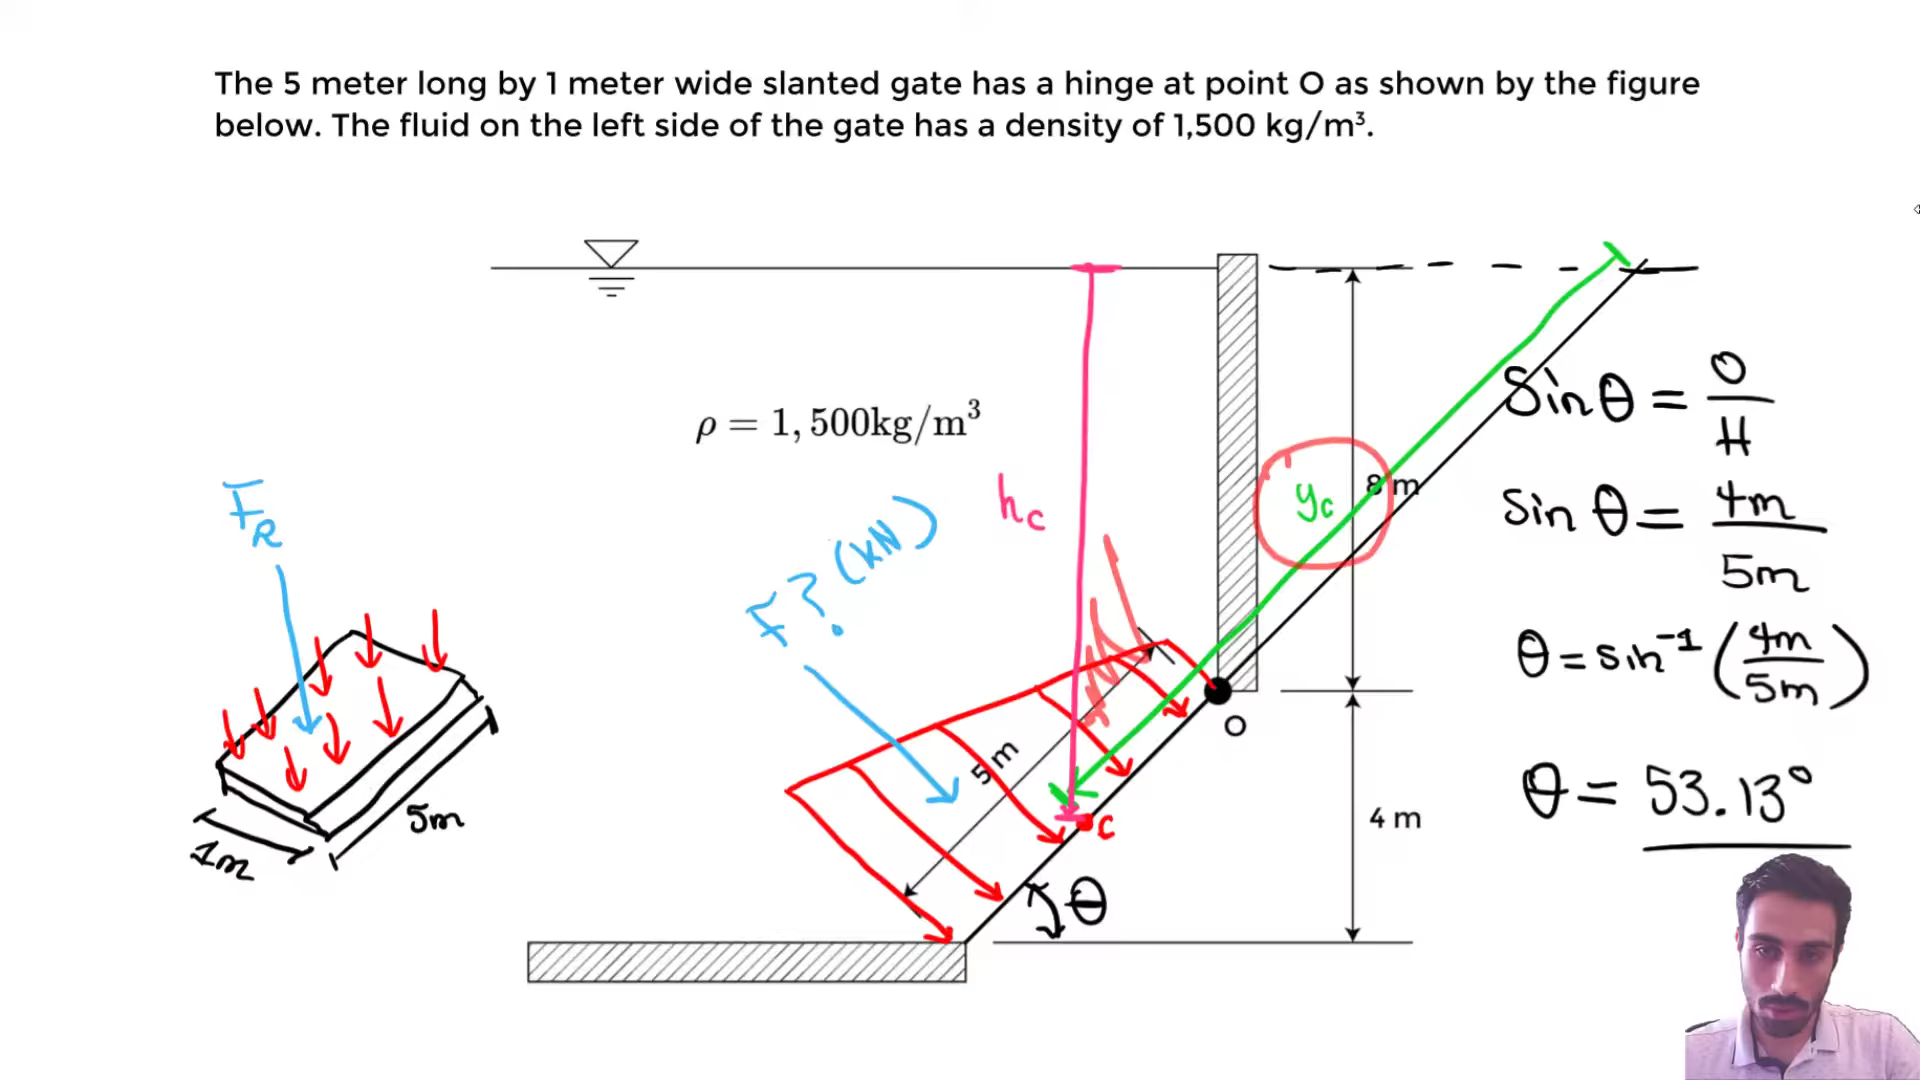 The 5 meter long by 1 meter wide slanted gate has a hinge at point O as shown by the figure
below. The fluid on the left side of the gate has a density of 1,500 kg/m³.
ρ = 1, 500kg/m³
h_c
y_c
8 m
F_R
F? (kN)
5 m
O
C
4 m
θ
1m
5m
Sinθ = O/H
Sin θ = 4m/5m
θ = sin⁻¹ (4m/5m)
θ = 53.13°